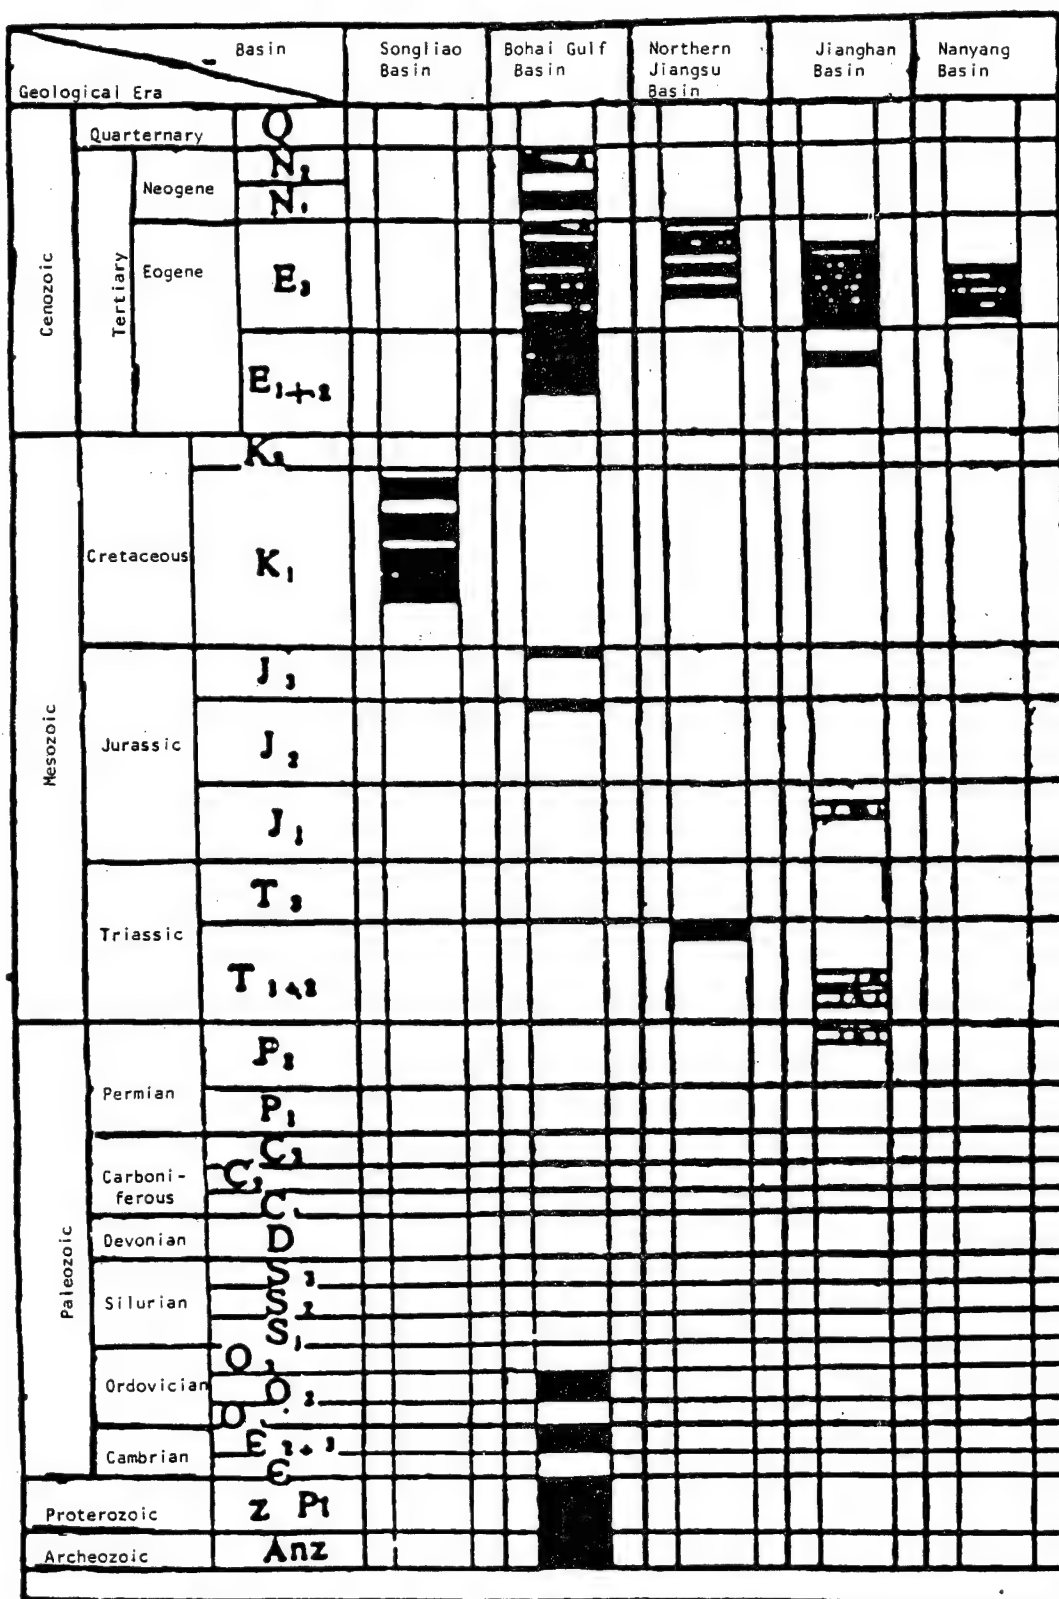 Basin
Geological Era
Songliao
Basin
Bohai Gulf
Basin
Northern
Jiangsu
Basin
Jianghan
Basin
Nanyang
Basin
Cenozoic
Quarternary
Q
Tertiary
Neogene
N₂
N₁
Eogene
E₃
E₁₊₂
Mesozoic
K₂
Cretaceous
K₁
Jurassic
J₃
J₂
J₁
Triassic
T₃
T₁₊₂
Paleozoic
Permian
P₂
P₁
Carboni-
ferous
C₃
C₂
C₁
Devonian
D
Silurian
S₃
S₂
S₁
Ordovician
O₃
O₂
O
Cambrian
Є₂₊₃
Є
Proterozoic
Z Pt
Archeozoic
Anz